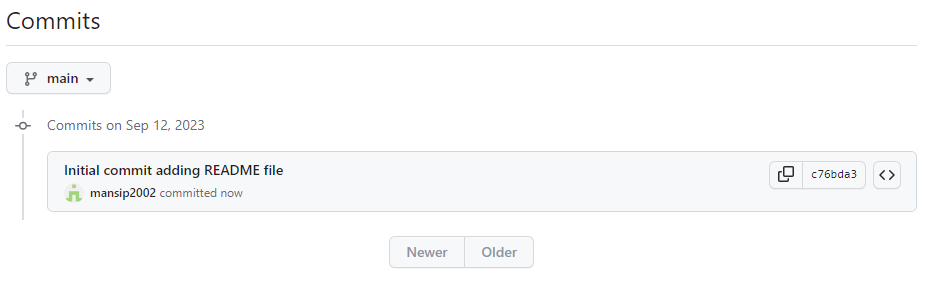 Commits
main
Commits on Sep 12, 2023
Initial commit adding README file
mansip2002 committed now
c76bda3
Newer
Older